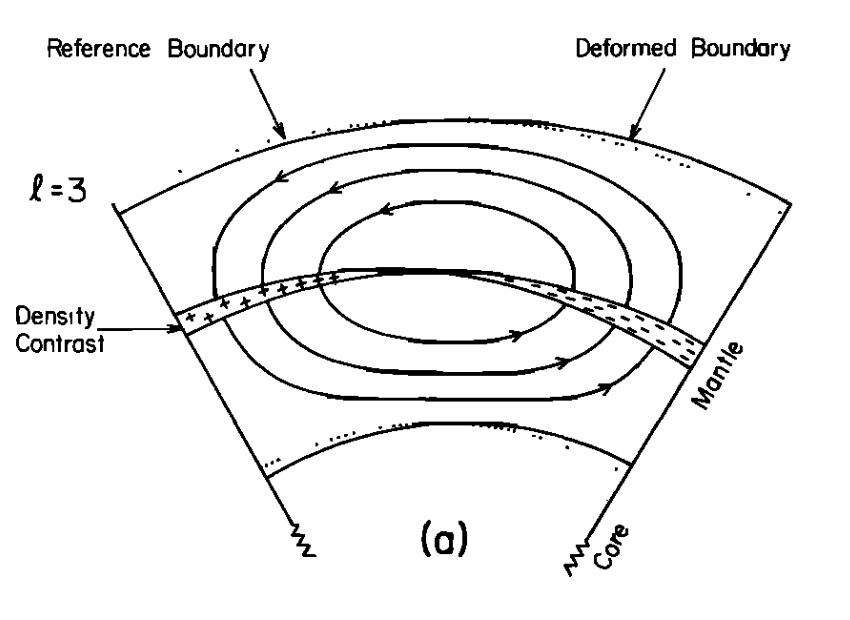 Reference Boundary
Deformed Boundary
ℓ=3
Density
Contrast
Mantle
Core
(a)